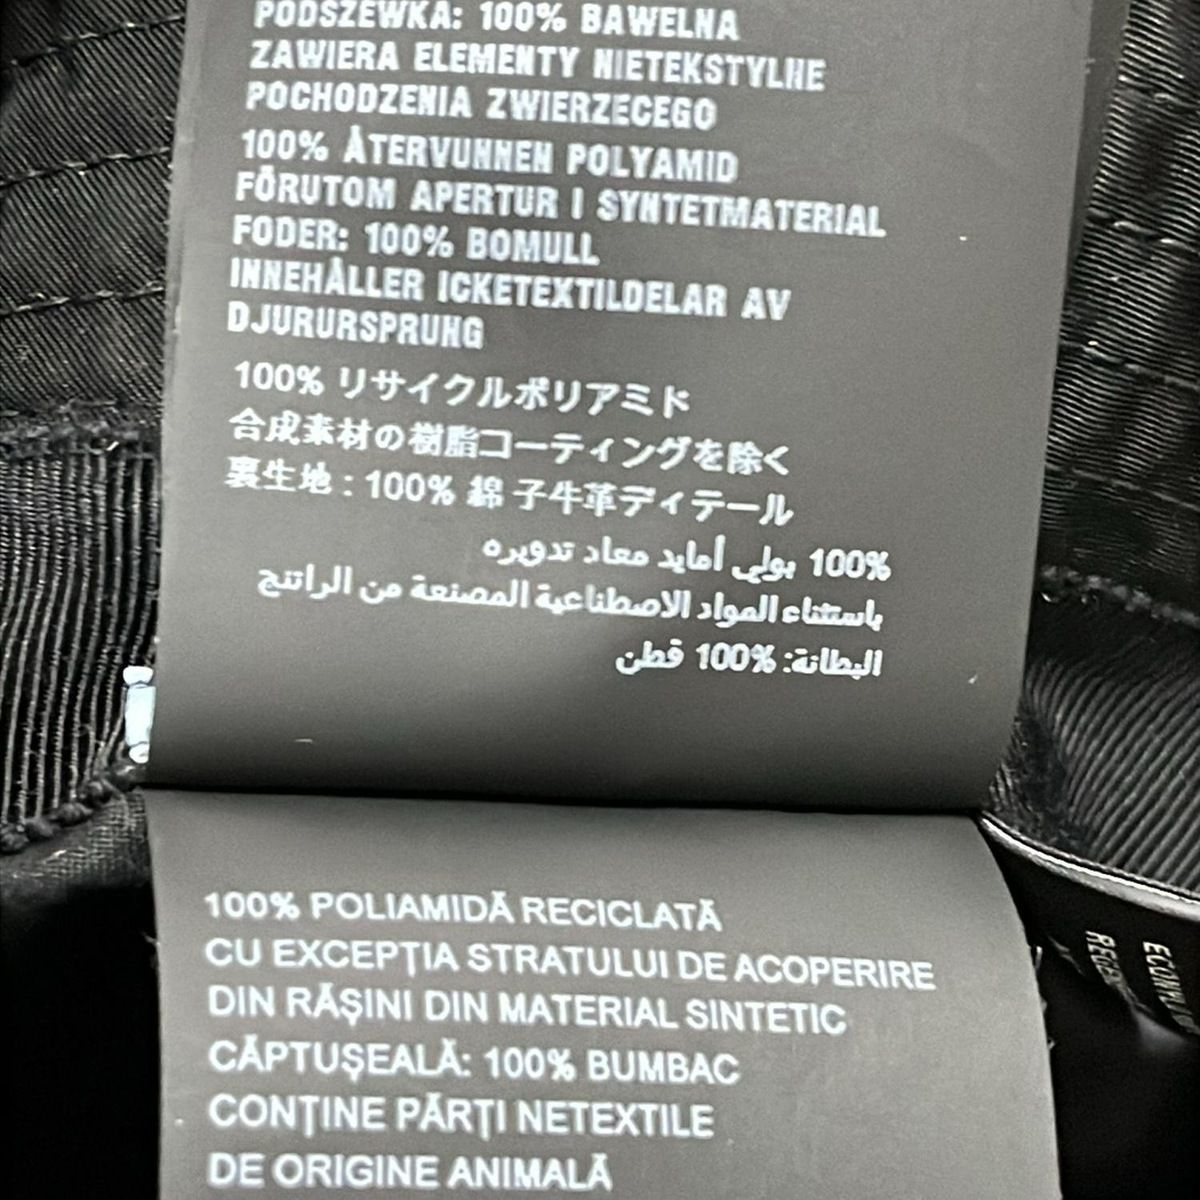 PODSZEWKA: 100% BAWELNA
ZAWIERA ELEMENTY NIETEKSTYLNE
POCHODZENIA ZWIERZECEGO
100% ÅTERVUNNEN POLYAMID
FÖRUTOM APERTUR I SYNTETMATERIAL
FODER: 100% BOMULL
INNEHÅLLER ICKETEXTILDELAR AV
DJURURSPRUNG
100% リサイクルポリアミド
合成素材の樹脂コーティングを除く
裏生地 : 100% 綿 子牛革ディテール
100% بولي أمايد معاد تدويره
باستثناء المواد الاصطناعية المصنعة من الراتنج
البطانة: 100% قطن
100% POLIAMIDĂ RECICLATĂ
CU EXCEPȚIA STRATULUI DE ACOPERIRE
DIN RĂȘINI DIN MATERIAL SINTETIC
CĂPTUȘEALĂ: 100% BUMBAC
CONȚINE PĂRȚI NETEXTILE
DE ORIGINE ANIMALĂ